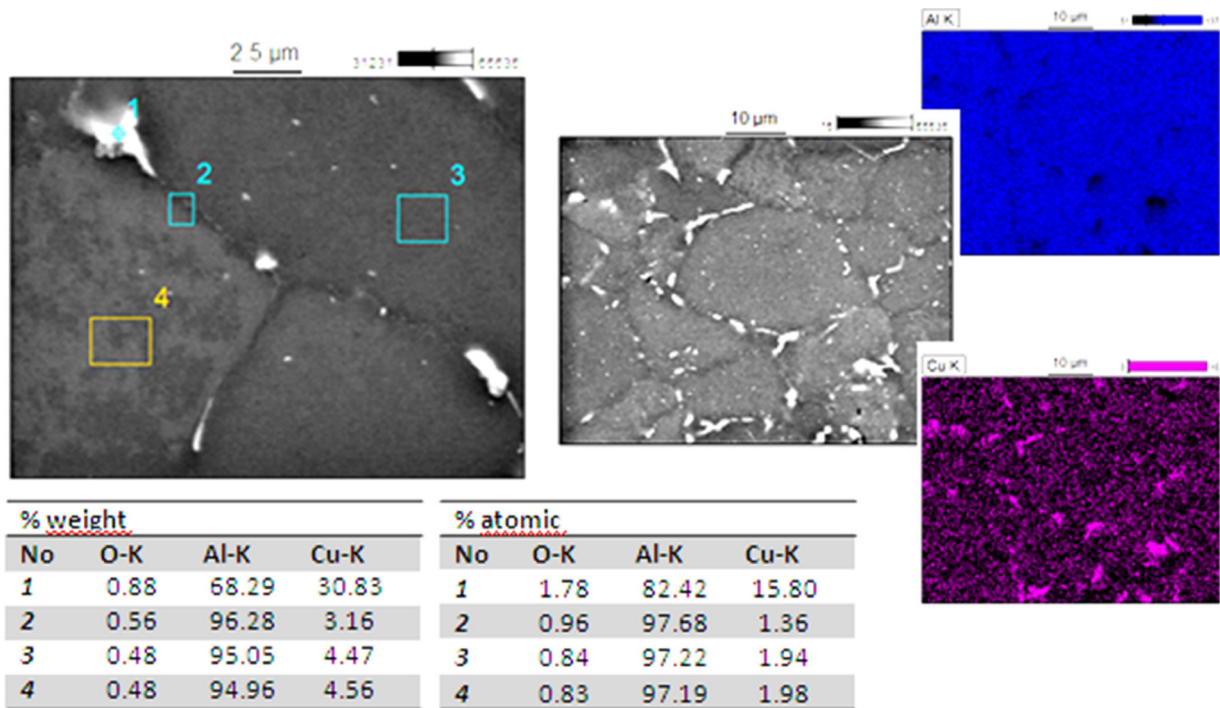 2.5 µm
1
2
3
4
10 µm
Al K
10 µm
Cu K
10 µm
% weight
No O-K Al-K Cu-K
1 0.88 68.29 30.83
2 0.56 96.28 3.16
3 0.48 95.05 4.47
4 0.48 94.96 4.56
% atomic
No O-K Al-K Cu-K
1 1.78 82.42 15.80
2 0.96 97.68 1.36
3 0.84 97.22 1.94
4 0.83 97.19 1.98